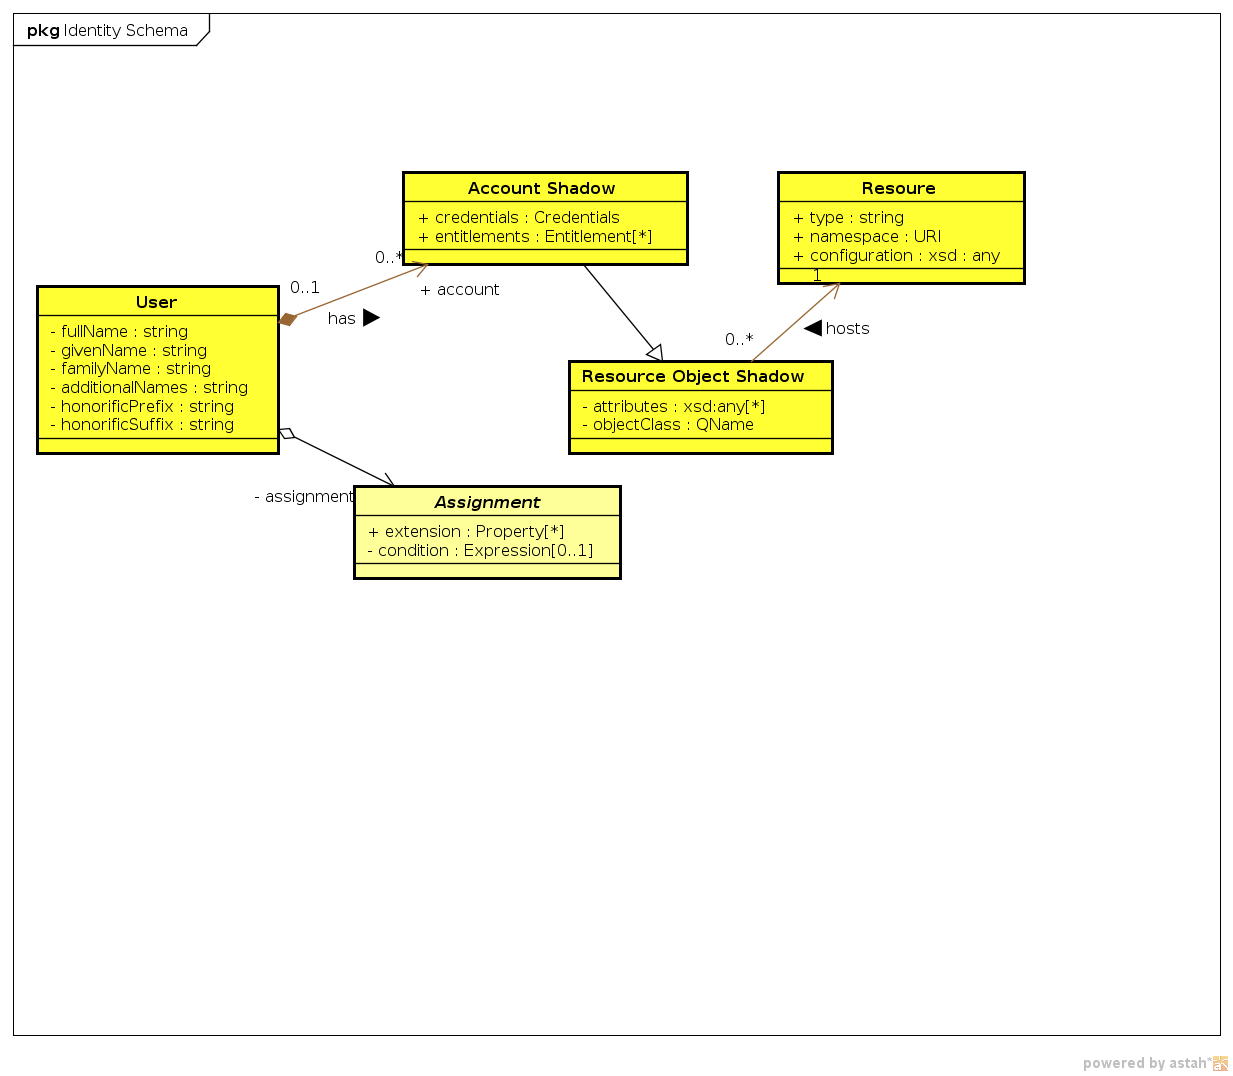 pkg Identity Schema
Account Shadow
+ credentials : Credentials
+ entitlements : Entitlement[*]
Resoure
+ type : string
+ namespace : URI
+ configuration : xsd : any
1
0..*
+ account
0..1
has
hosts
0..*
User
- fullName : string
- givenName : string
- familyName : string
- additionalNames : string
- honorificPrefix : string
- honorificSuffix : string
Resource Object Shadow
- attributes : xsd:any[*]
- objectClass : QName
- assignment
Assignment
+ extension : Property[*]
- condition : Expression[0..1]
powered by astah*